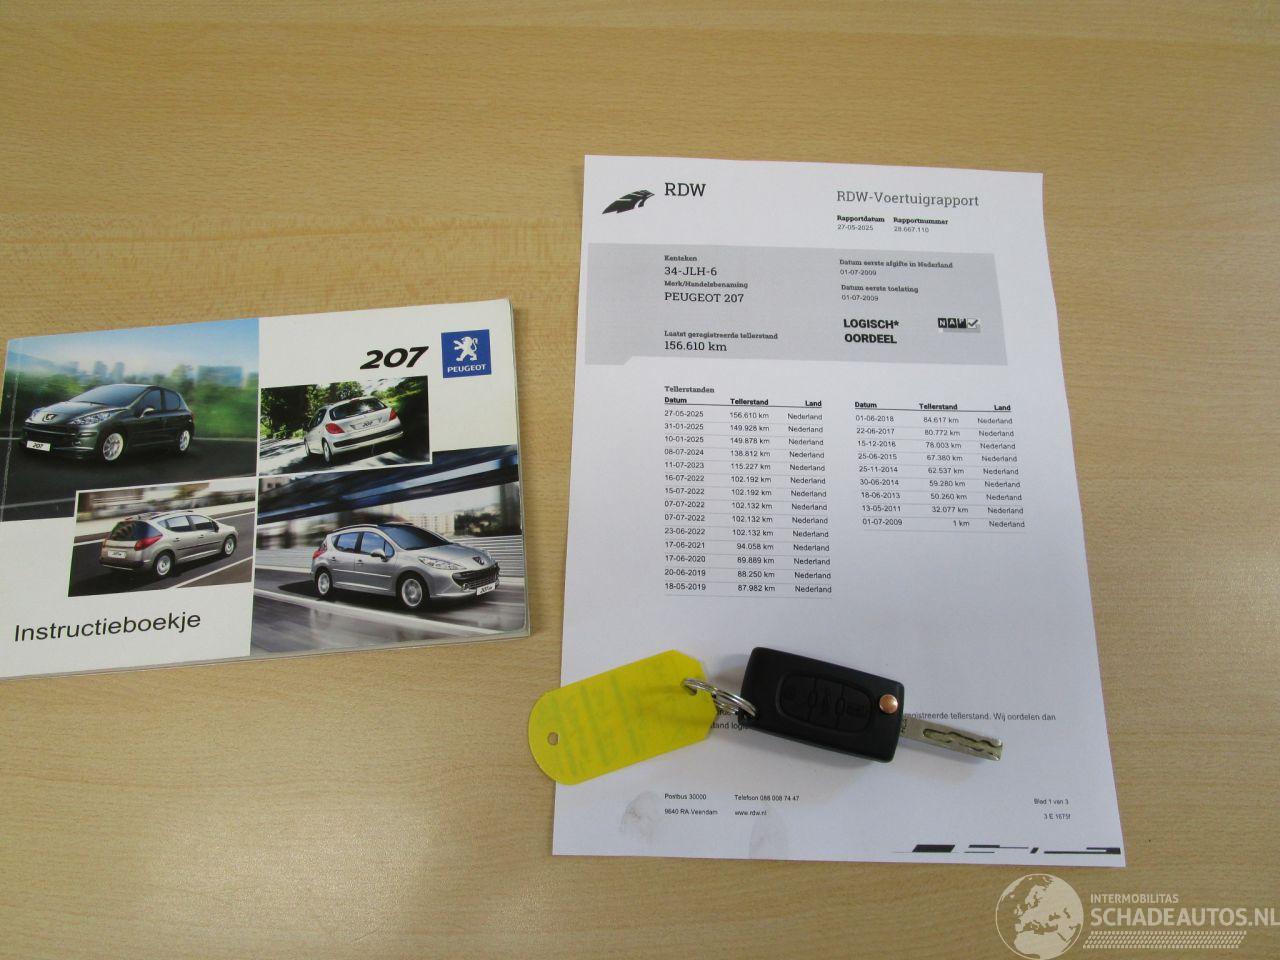 207
PEUGEOT
Instructieboekje
RDW
RDW-Voertuigrapport
Rapportdatum Rapportnummer
27-05-2025 28.667.110
Kenteken
34-JLH-6
Merk/Handelsbenaming
PEUGEOT 207
Datum eerste afgifte in Nederland
01-07-2009
Datum eerste toelating
01-07-2009
Laatst geregistreerde tellerstand
156.610 km
LOGISCH*
OORDEEL
NAP
Tellerstanden
Datum Tellerstand Land
27-05-2025 156.610 km Nederland
31-01-2025 149.928 km Nederland
10-01-2025 149.878 km Nederland
08-07-2024 138.812 km Nederland
11-07-2023 115.227 km Nederland
16-07-2022 102.192 km Nederland
15-07-2022 102.192 km Nederland
07-07-2022 102.132 km Nederland
07-07-2022 102.132 km Nederland
23-06-2022 102.132 km Nederland
17-06-2021 94.058 km Nederland
17-06-2020 89.889 km Nederland
20-06-2019 88.250 km Nederland
18-05-2019 87.982 km Nederland
Datum Tellerstand Land
01-06-2018 84.617 km Nederland
22-06-2017 80.772 km Nederland
15-12-2016 78.003 km Nederland
25-06-2015 67.380 km Nederland
25-11-2014 62.537 km Nederland
30-06-2014 59.280 km Nederland
18-06-2013 50.260 km Nederland
13-05-2011 32.077 km Nederland
01-07-2009 1 km Nederland
tellerstand. Wij oordelen dan
Postbus 30000 Telefoon 088 008 74 47
9640 RA Veendam www.rdw.nl
Blad 1 van 3
3 E 1675f
INTERMOBILITAS
SCHADEAUTOS.NL